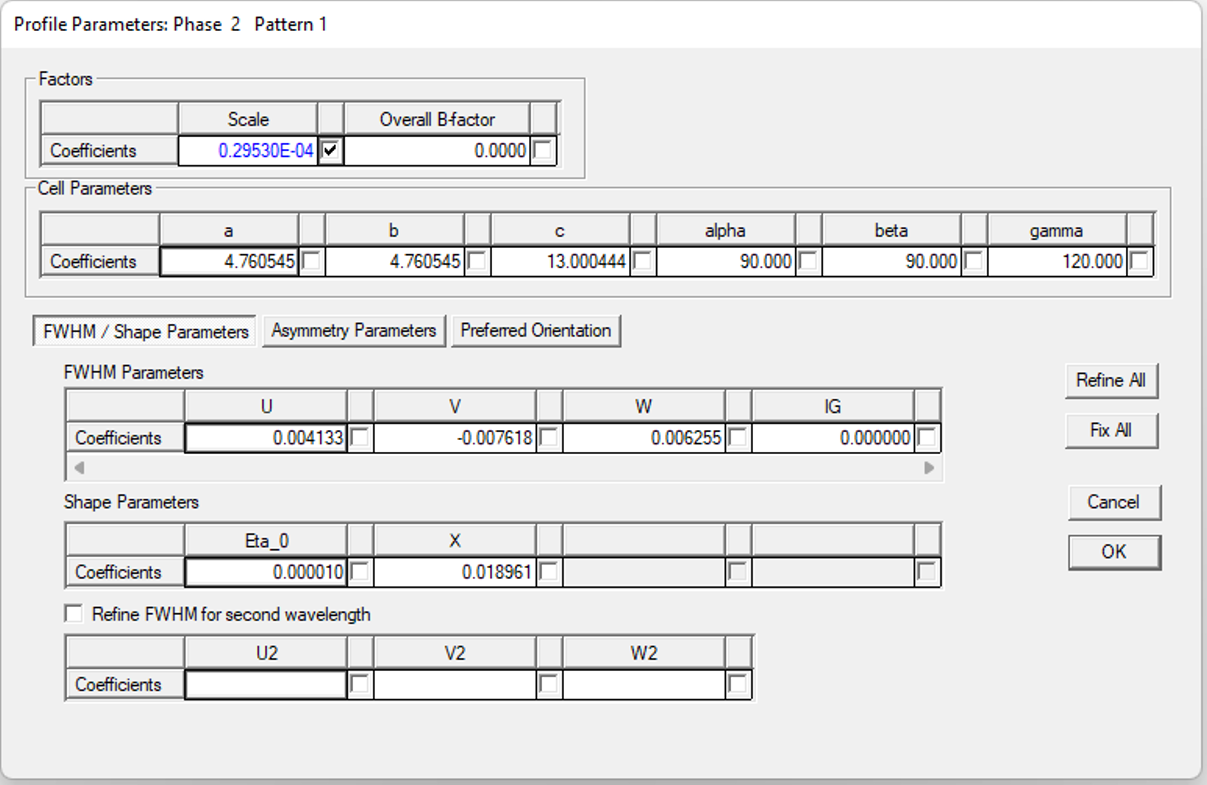 Profile Parameters: Phase 2 Pattern 1
Factors
Scale Overall B-factor
Coefficients 0.29530E-04 0.0000
Cell Parameters
a b c alpha beta gamma
Coefficients 4.760545 4.760545 13.000444 90.000 90.000 120.000
FWHM / Shape Parameters Asymmetry Parameters Preferred Orientation
FWHM Parameters
Refine All
U V W IG
Coefficients 0.004133 -0.007618 0.006255 0.000000
Fix All
Shape Parameters
Cancel
Eta_0 X
OK
Coefficients 0.000010 0.018961
Refine FWHM for second wavelength
U2 V2 W2
Coefficients